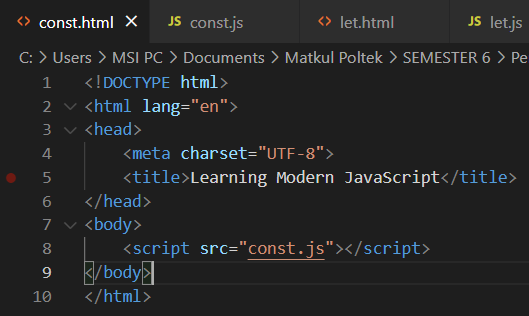 const.html
JS const.js
let.html
JS let.js
C: > Users > MSI PC > Documents > Matkul Poltek > SEMESTER 6 > Pe
1 <!DOCTYPE html>
2 <html lang="en">
3 <head>
4 <meta charset="UTF-8">
5 <title>Learning Modern JavaScript</title>
6 </head>
7 <body>
8 <script src="const.js"></script>
9 </body>
10 </html>